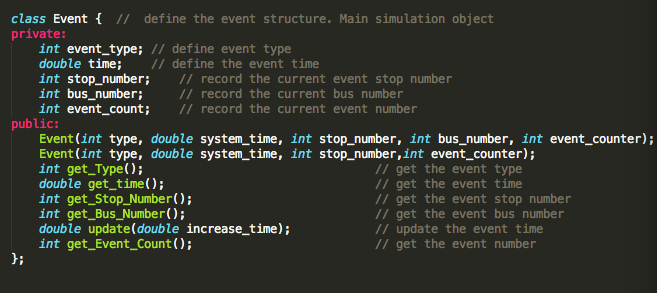 class Event {  //  define the event structure. Main simulation object
private:
    int event_type; // define event type
    double time;    // define the event time
    int stop_number;    // record the current event stop number
    int bus_number;     // record the current bus number
    int event_count;    // record the current event number
public:
    Event(int type, double system_time, int stop_number, int bus_number, int event_counter);
    Event(int type, double system_time, int stop_number,int event_counter);
    int get_Type();                                 // get the event type
    double get_time();                              // get the event time
    int get_Stop_Number();                          // get the event stop number
    int get_Bus_Number();                           // get the event bus number
    double update(double increase_time);            // update the event time
    int get_Event_Count();                          // get the event number
};